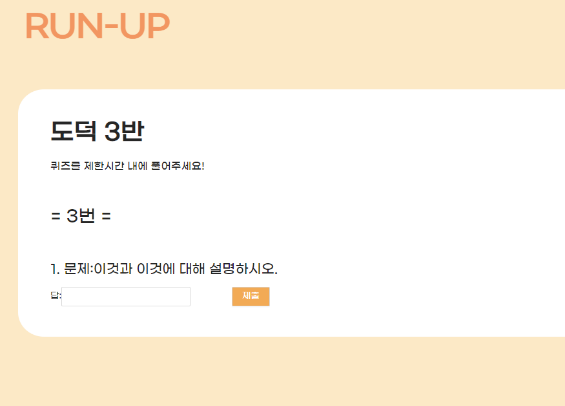 RUN-UP
도덕 3반
퀴즈를 제한시간 내에 풀어주세요!
= 3번 =
1. 문제:이것과 이것에 대해 설명하시오.
답: 제출